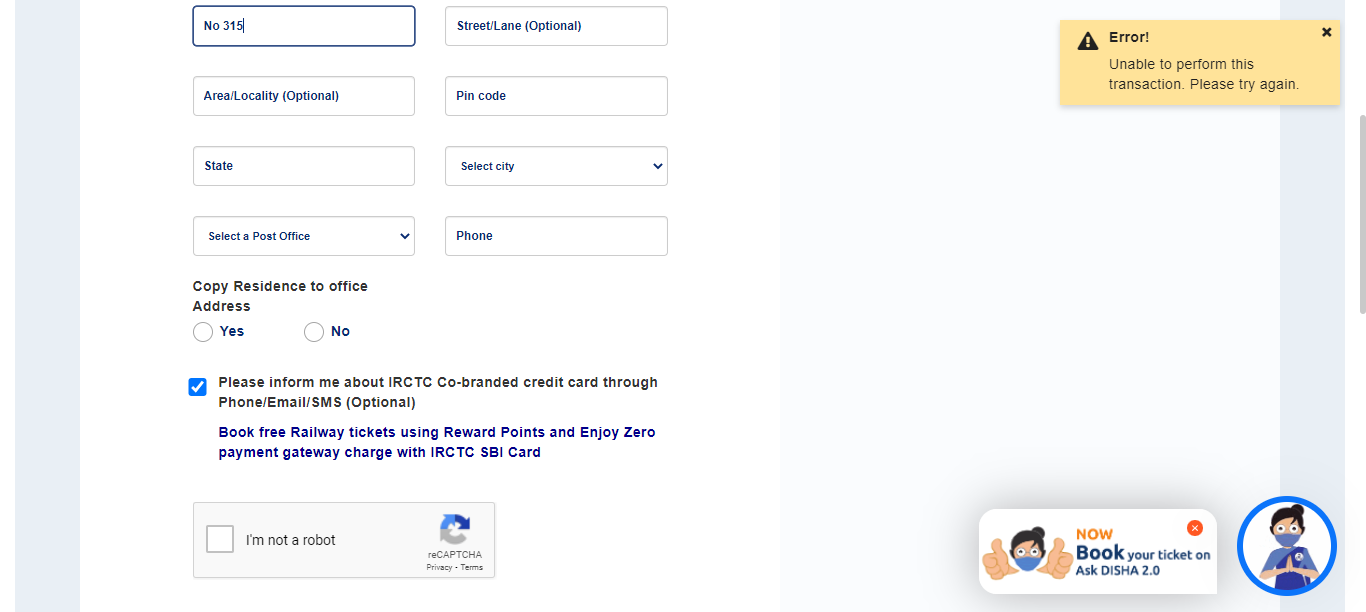 No 315
Street/Lane (Optional)
Area/Locality (Optional)
Pin code
State
Select city
Select a Post Office
Phone
Copy Residence to office
Address
Yes
No
Please inform me about IRCTC Co-branded credit card through
Phone/Email/SMS (Optional)
Book free Railway tickets using Reward Points and Enjoy Zero
payment gateway charge with IRCTC SBI Card
I'm not a robot
reCAPTCHA
Privacy - Terms
Error!
Unable to perform this
transaction. Please try again.
NOW
Book your ticket on
Ask DISHA 2.0